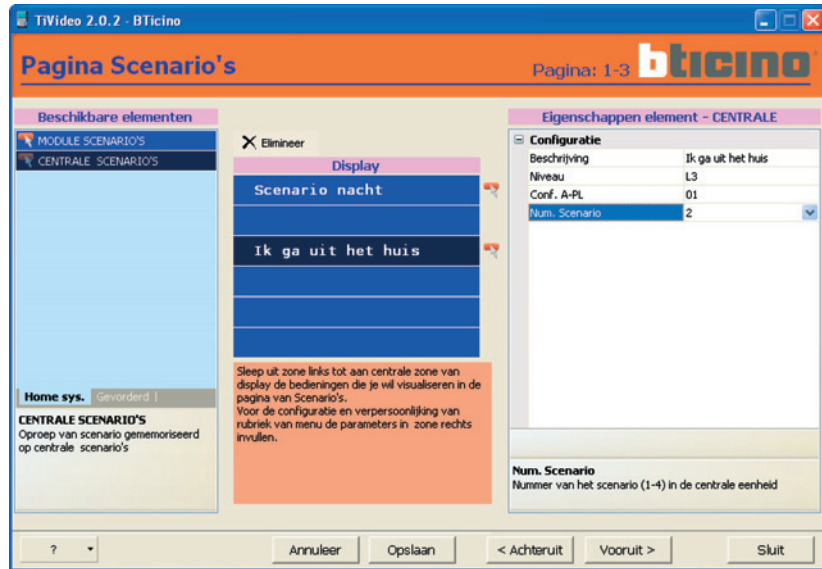 TiVideo 2.0.2 - BTicino
Pagina Scenario's
Pagina: 1-3
bticino
Beschikbare elementen
MODULE SCENARIO'S
CENTRALE SCENARIO'S
Home sys.
Gevorderd
CENTRALE SCENARIO'S
Oproep van scenario gememoriseerd
op centrale scenario's
Elimineer
Display
Scenario nacht
Ik ga uit het huis
Sleep uit zone links tot aan centrale zone van
display de bedieningen die je wil visualiseren in de
pagina van Scenario's.
Voor de configuratie en verpersoonlijking van
rubriek van menu de parameters in zone rechts
invullen.
Eigenschappen element - CENTRALE
Configuratie
Beschrijving Ik ga uit het huis
Niveau L3
Conf. A-PL 01
Num. Scenario 2
Num. Scenario
Nummer van het scenario (1-4) in de centrale eenheid
?
Annuleer
Opslaan
< Achteruit
Vooruit >
Sluit